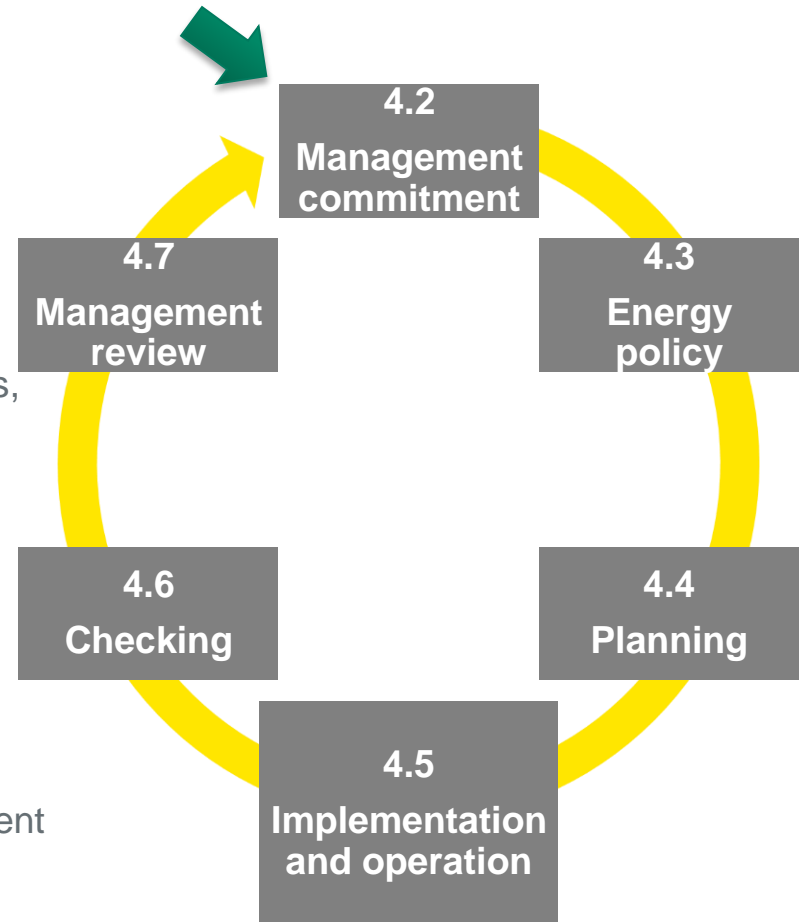 4.2
Management
commitment
4.3
Energy
policy
4.4
Planning
4.5
Implementation
and operation
4.6
Checking
4.7
Management
review